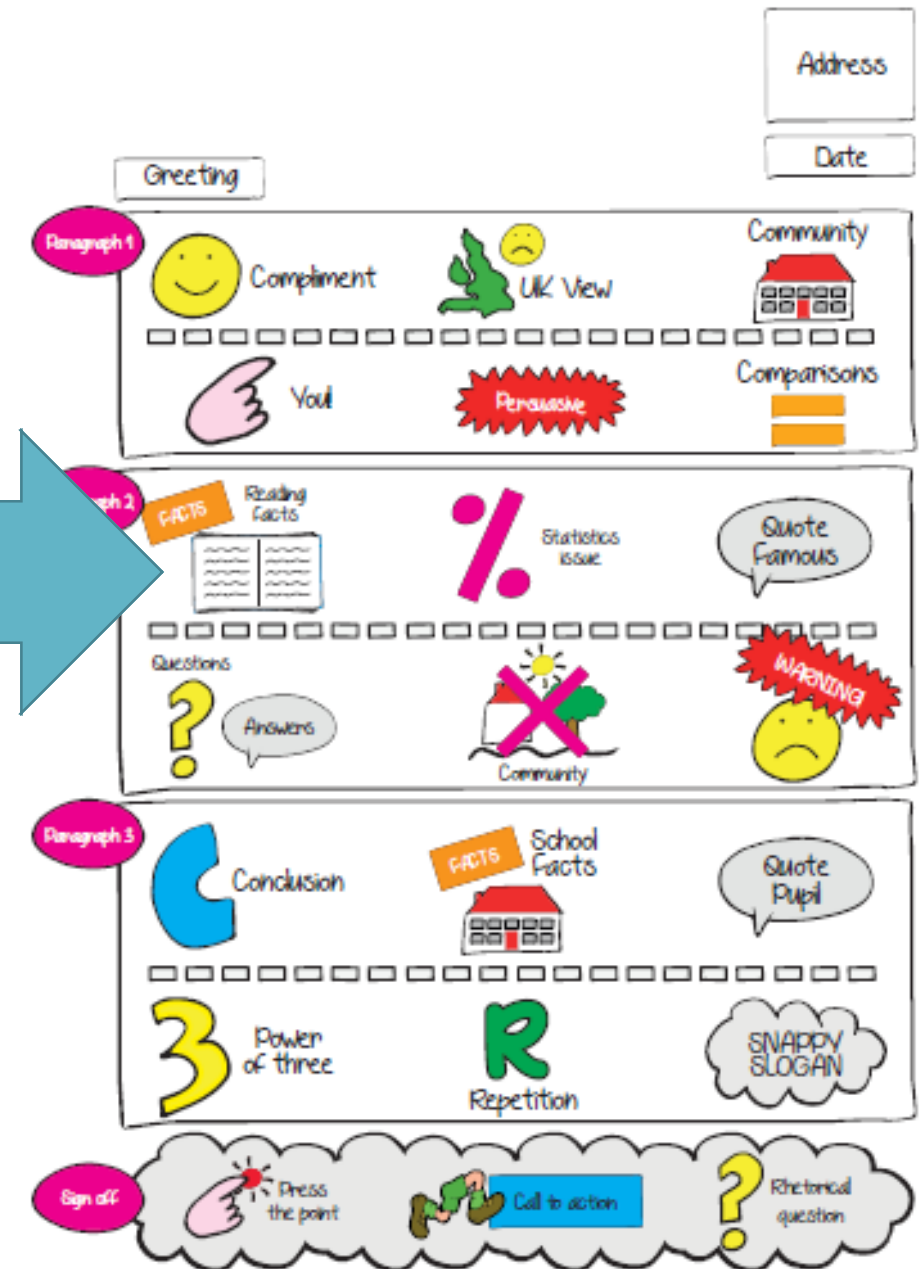 Address
Date
Greeting
Paragraph 1
Compliment
UK View
Community
You!
Persuasive
Comparisons
2
FACTS
Reading
facts
Statistics
issue
Quote
Famous
Questions
Answers
Community
WARNING!
Paragraph 3
Conclusion
FACTS
School
Facts
Quote
Pupil
3
Power
of three
R
Repetition
SNAPPY
SLOGAN
Sign off
Press
the point
Call to action
Rhetorical
question